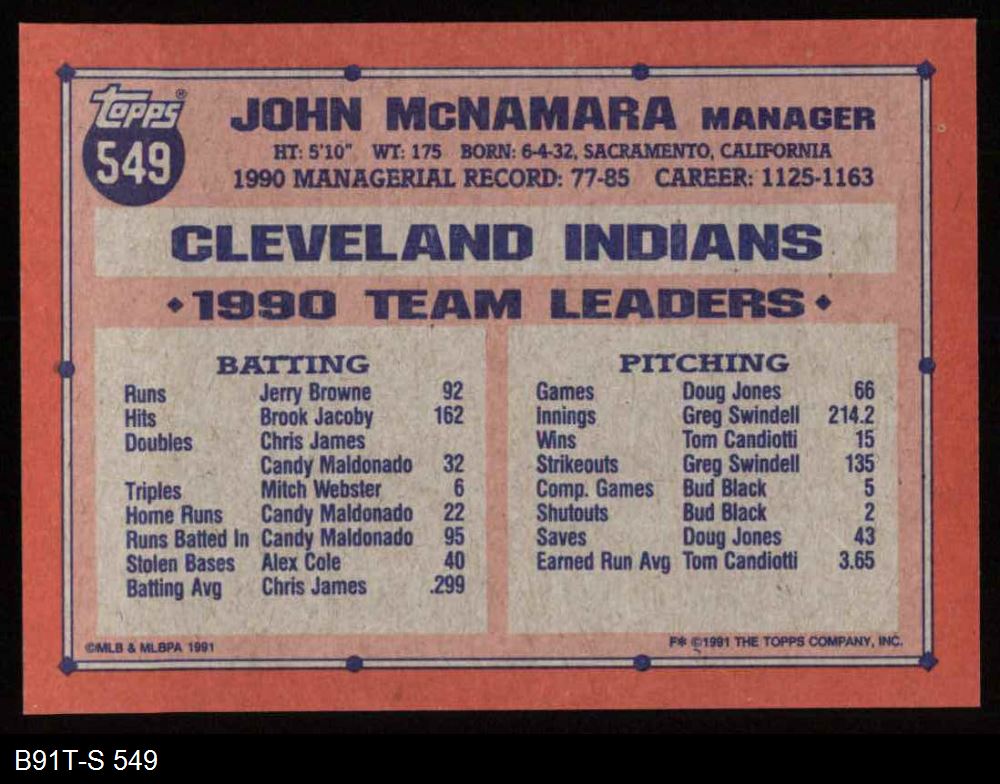 Topps®
549
JOHN McNAMARA MANAGER
HT: 5'10" WT: 175 BORN: 6-4-32, SACRAMENTO, CALIFORNIA
1990 MANAGERIAL RECORD: 77-85 CAREER: 1125-1163
CLEVELAND INDIANS
1990 TEAM LEADERS
BATTING
Runs Jerry Browne 92
Hits Brook Jacoby 162
Doubles Chris James
Candy Maldonado 32
Triples Mitch Webster 6
Home Runs Candy Maldonado 22
Runs Batted In Candy Maldonado 95
Stolen Bases Alex Cole 40
Batting Avg Chris James .299
PITCHING
Games Doug Jones 66
Innings Greg Swindell 214.2
Wins Tom Candiotti 15
Strikeouts Greg Swindell 135
Comp. Games Bud Black 5
Shutouts Bud Black 2
Saves Doug Jones 43
Earned Run Avg Tom Candiotti 3.65
©MLB & MLBPA 1991
F* ©1991 THE TOPPS COMPANY, INC.
B91T-S 549